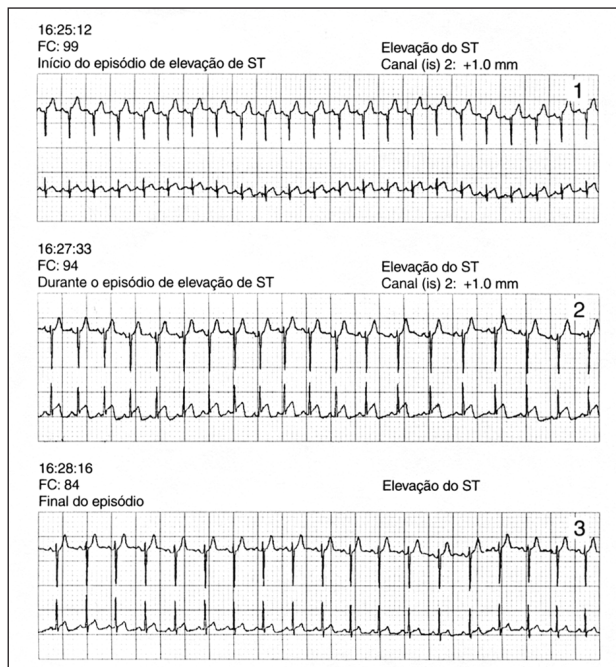 16:25:12
FC: 99 Elevação do ST
Início do episódio de elevação de ST Canal (is) 2: +1.0 mm
1
16:27:33
FC: 94 Elevação do ST
Durante o episódio de elevação de ST Canal (is) 2: +1.0 mm
2
16:28:16
FC: 84 Elevação do ST
Final do episódio
3